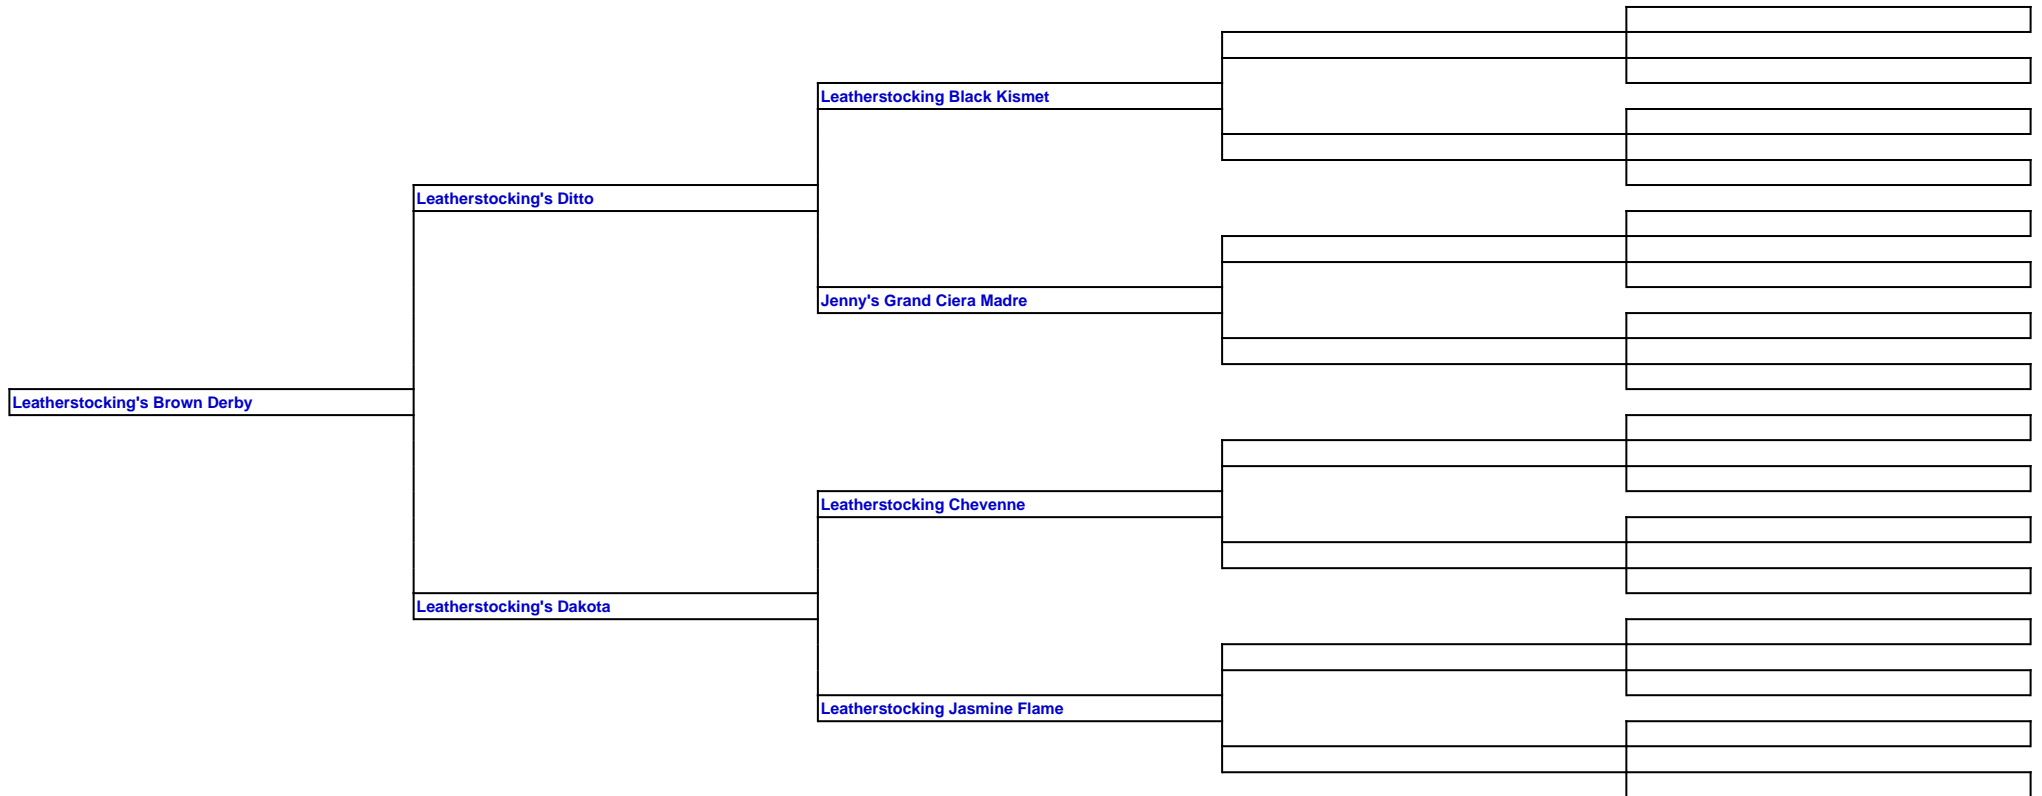 Leatherstocking Black Kismet
Leatherstocking's Ditto
Jenny's Grand Ciera Madre
Leatherstocking's Brown Derby
Leatherstocking Chevenne
Leatherstocking's Dakota
Leatherstocking Jasmine Flame